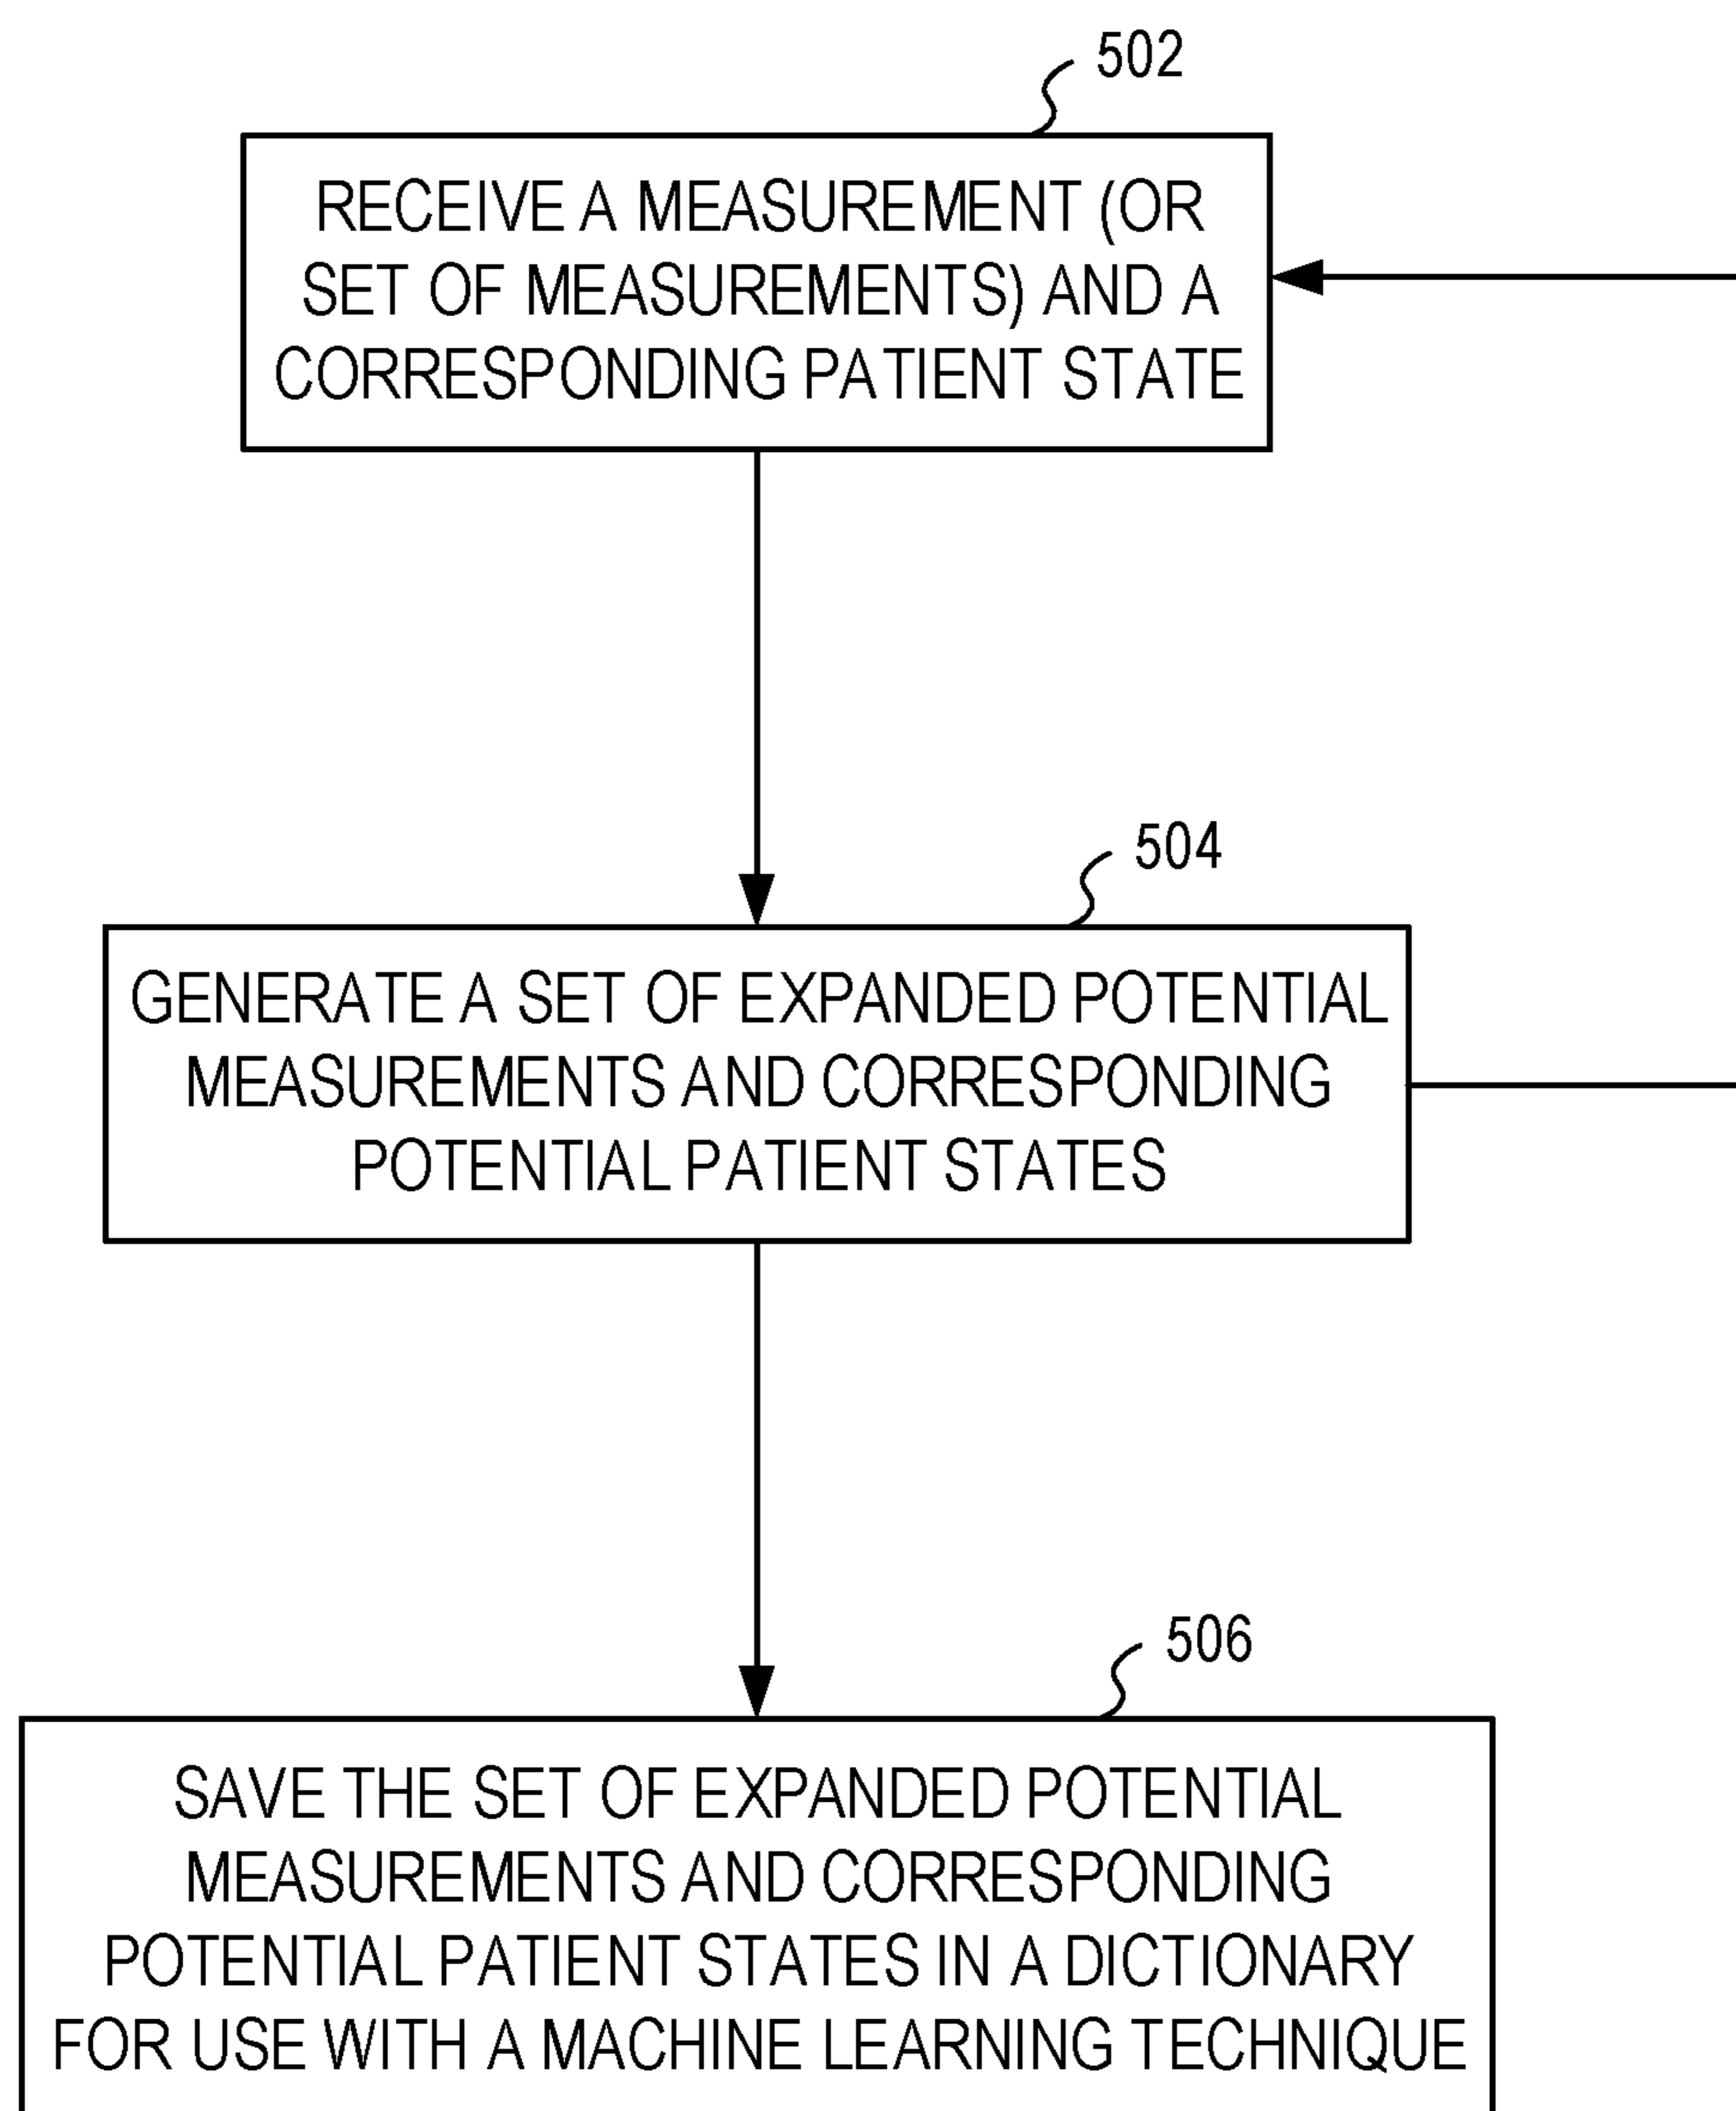 502
RECEIVE A MEASUREMENT (OR
SET OF MEASUREMENTS) AND A
CORRESPONDING PATIENT STATE
504
GENERATE A SET OF EXPANDED POTENTIAL
MEASUREMENTS AND CORRESPONDING
POTENTIAL PATIENT STATES
506
SAVE THE SET OF EXPANDED POTENTIAL
MEASUREMENTS AND CORRESPONDING
POTENTIAL PATIENT STATES IN A DICTIONARY
FOR USE WITH A MACHINE LEARNING TECHNIQUE